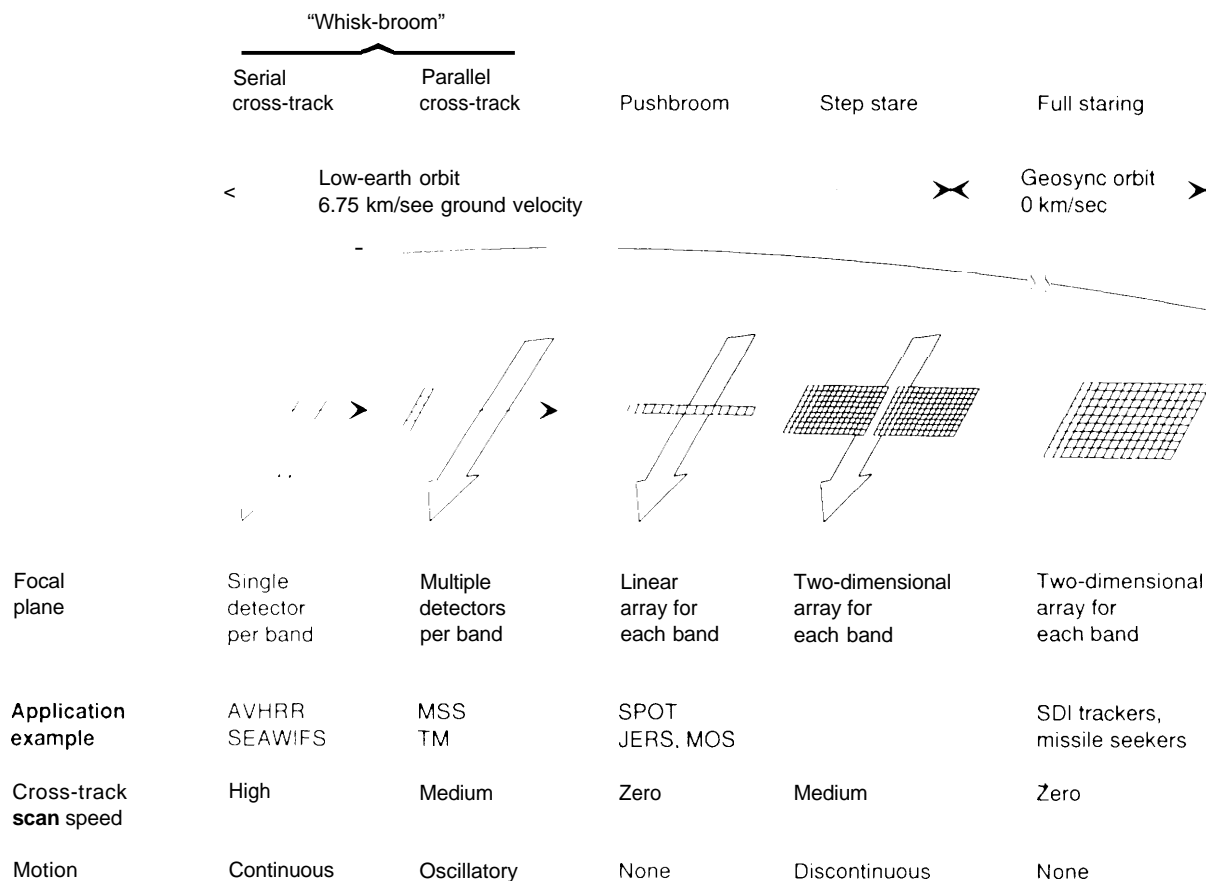 “Whisk-broom”
Serial
cross-track
Parallel
cross-track
Pushbroom
Step stare
Full staring
<
Low-earth orbit
6.75 km/see ground velocity
Geosync orbit
0 km/sec
Focal
plane
Single
detector
per band
Multiple
detectors
per band
Linear
array for
each band
Two-dimensional
array for
each band
Two-dimensional
array for
each band
Application
example
AVHRR
SEAWIFS
MSS
TM
SPOT
JERS, MOS
SDI trackers,
missile seekers
Cross-track
scan speed
High
Medium
Zero
Medium
Zero
Motion
Continuous
Oscillatory
None
Discontinuous
None